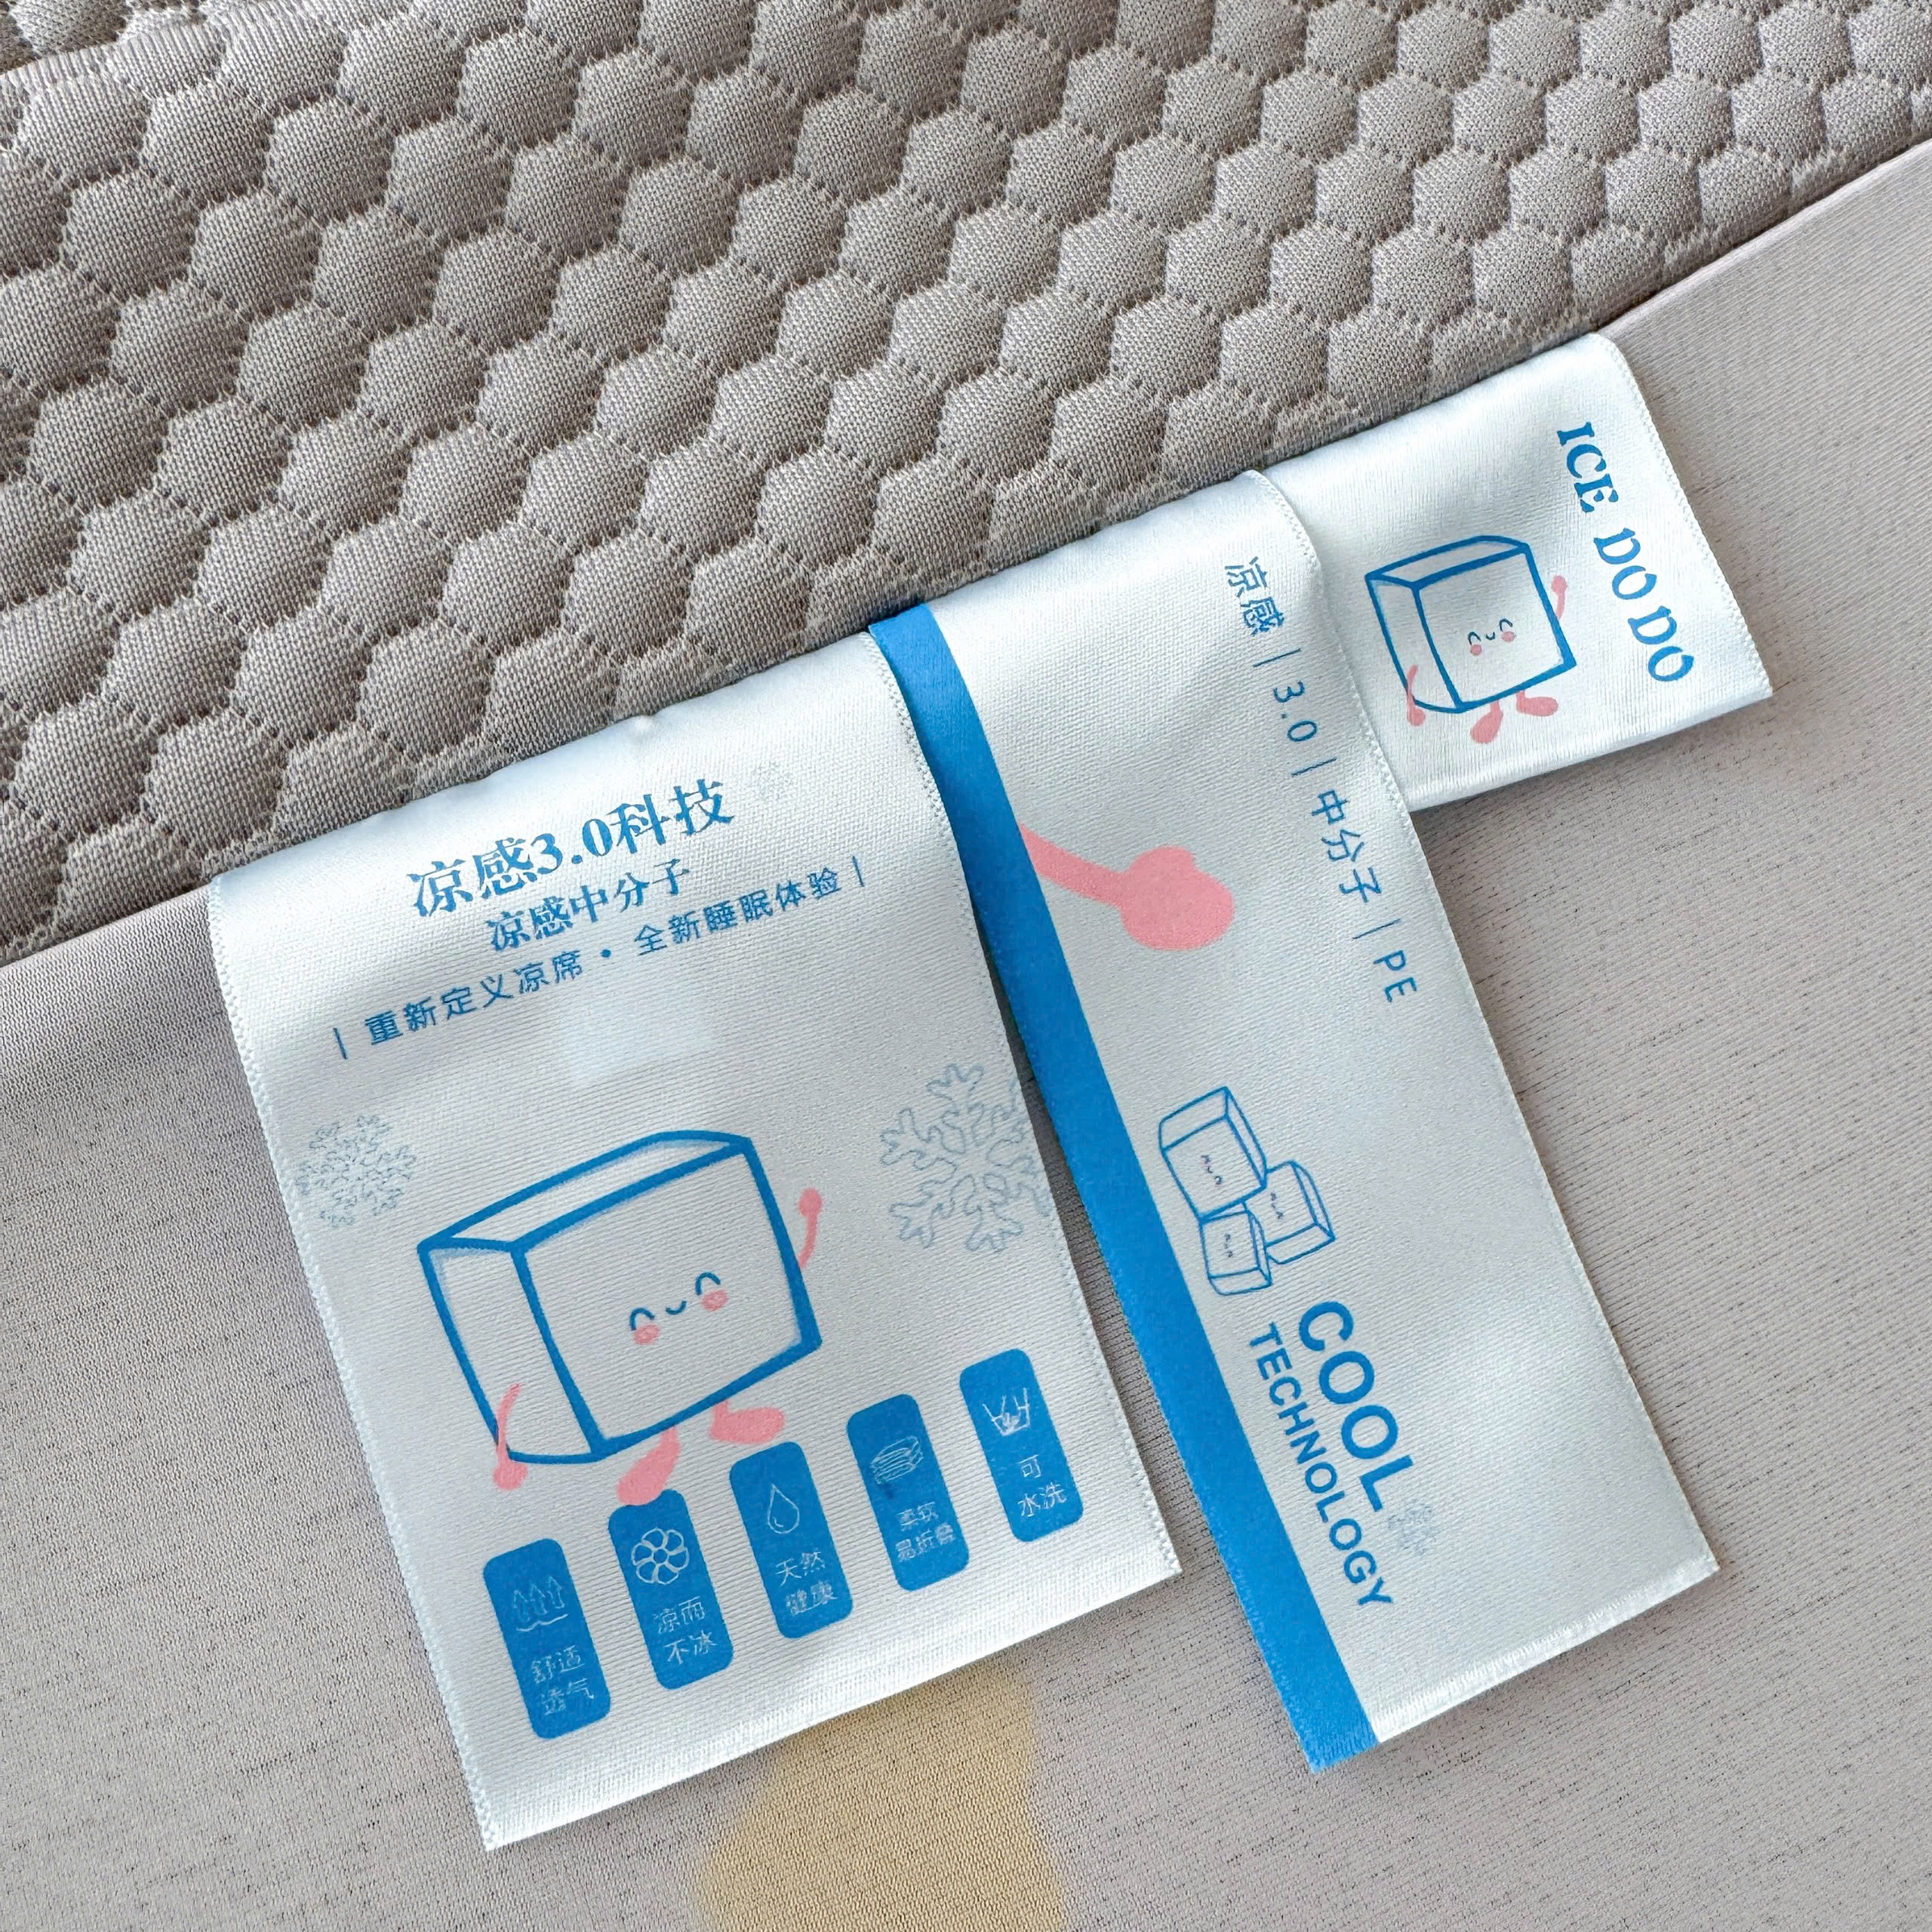 凉感3.0科技
凉感中分子
| 重新定义凉席·全新睡眠体验 |
舒适
透气
凉而
不冰
天然
健康
柔软
易折叠
可
水洗
凉感 | 3.0 | 中分子 | PE
COOL
TECHNOLOGY
ICE DO DO